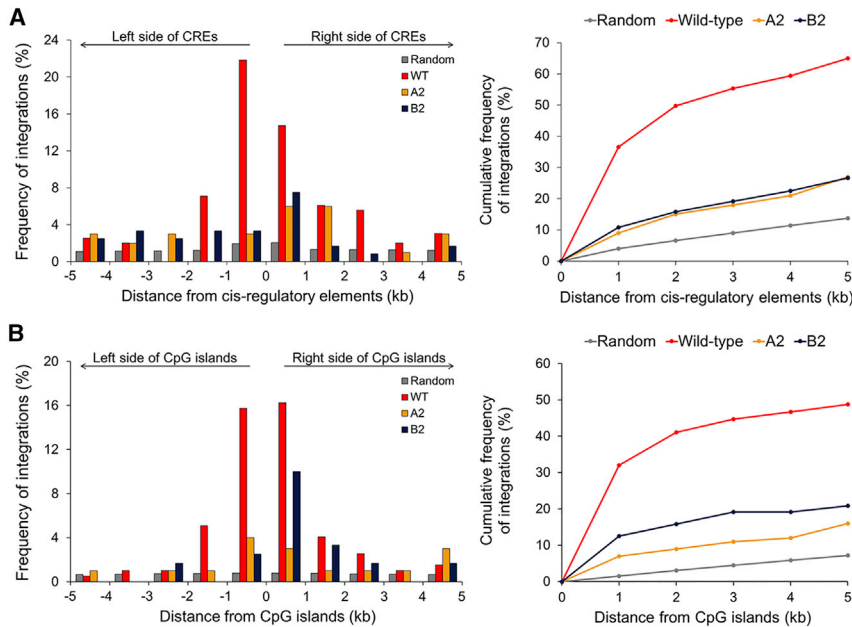 A
Left side of CREs
Right side of CREs
Frequency of integrations (%)
24
20
16
12
8
4
0
Random
WT
A2
B2
-5 -4 -3 -2 -1 0 1 2 3 4 5
Distance from cis-regulatory elements (kb)
Random Wild-type A2 B2
Cumulative frequency
of integrations (%)
70
60
50
40
30
20
10
0
0 1 2 3 4 5
Distance from cis-regulatory elements (kb)
B
Left side of CpG islands
Right side of CpG islands
Frequency of integrations (%)
20
16
12
8
4
0
Random
WT
A2
B2
-5 -4 -3 -2 -1 0 1 2 3 4 5
Distance from CpG islands (kb)
Random Wild-type A2 B2
Cumulative frequency
of integrations (%)
60
50
40
30
20
10
0
0 1 2 3 4 5
Distance from CpG islands (kb)